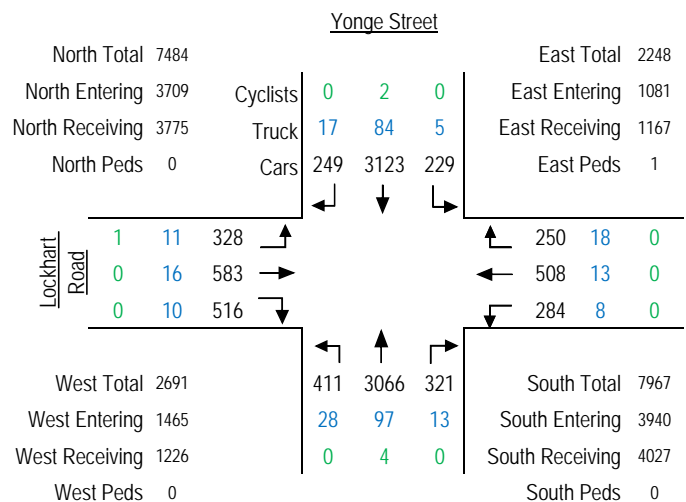 Yonge Street
North Total 7484
East Total 2248
North Entering 3709
Cyclists 0 2 0
East Entering 1081
North Receiving 3775
Truck 17 84 5
East Receiving 1167
North Peds 0
Cars 249 3123 229
East Peds 1
Lockhart
Road
1 11 328
250 18 0
0 16 583
508 13 0
0 10 516
284 8 0
West Total 2691
411 3066 321
South Total 7967
West Entering 1465
28 97 13
South Entering 3940
West Receiving 1226
0 4 0
South Receiving 4027
West Peds 0
South Peds 0